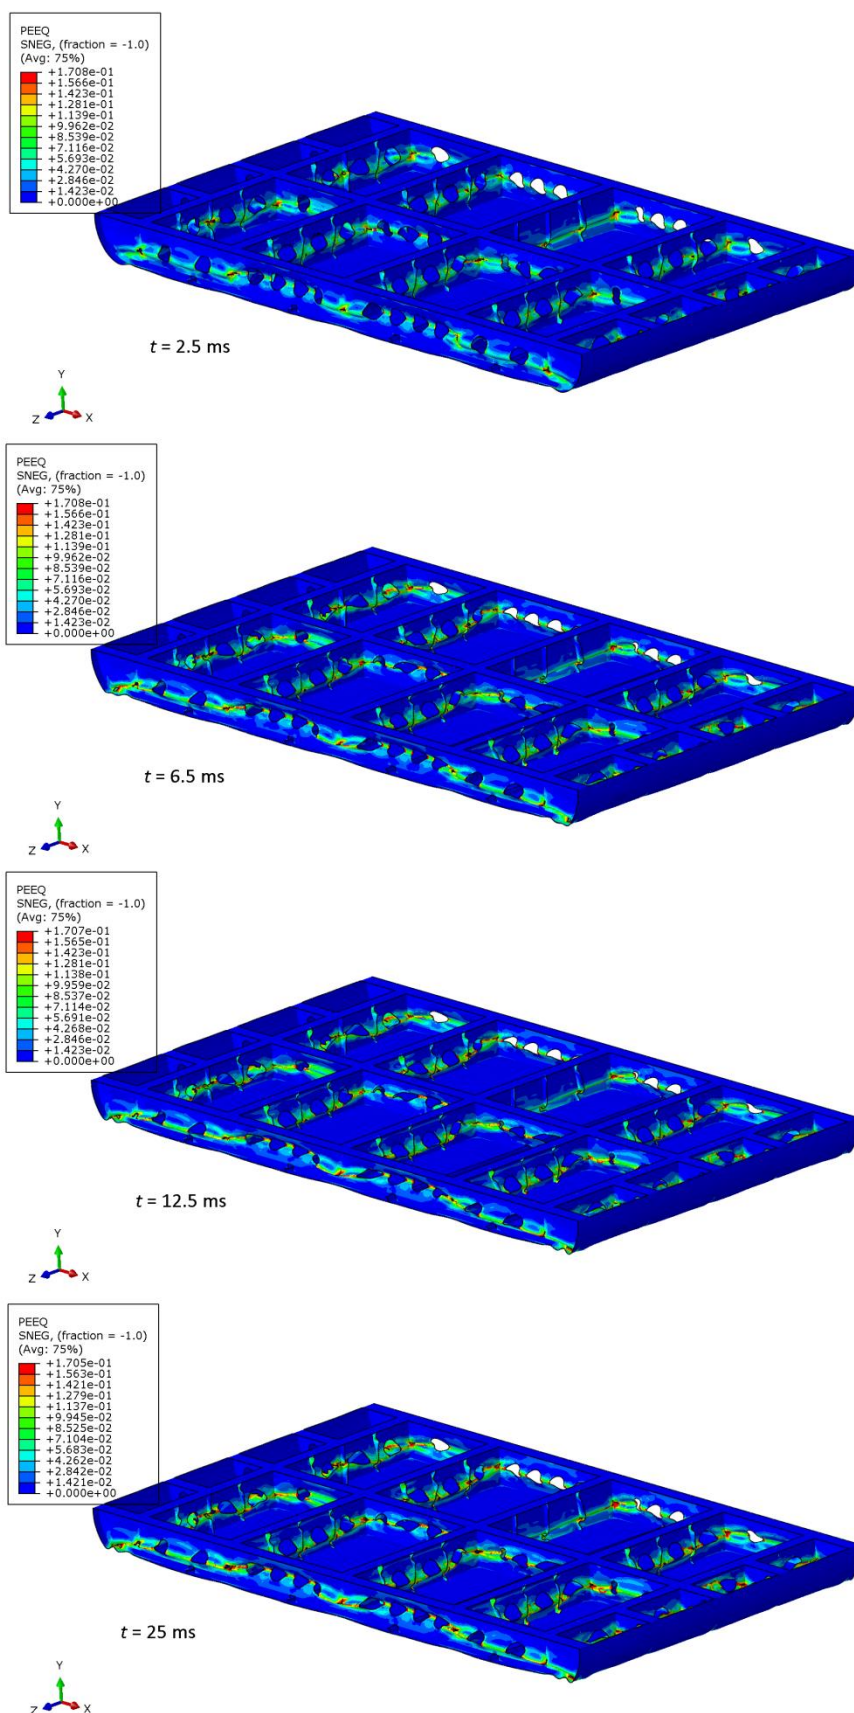 PEEQ
SNEG, (fraction = -1.0)
(Avg: 75%)
+1.708e-01
+1.566e-01
+1.423e-01
+1.281e-01
+1.139e-01
+9.962e-02
+8.539e-02
+7.116e-02
+5.693e-02
+4.270e-02
+2.846e-02
+1.423e-02
+0.000e+00
t = 2.5 ms
Y
Z X
PEEQ
SNEG, (fraction = -1.0)
(Avg: 75%)
+1.708e-01
+1.566e-01
+1.423e-01
+1.281e-01
+1.139e-01
+9.962e-02
+8.539e-02
+7.116e-02
+5.693e-02
+4.270e-02
+2.846e-02
+1.423e-02
+0.000e+00
t = 6.5 ms
Y
Z X
PEEQ
SNEG, (fraction = -1.0)
(Avg: 75%)
+1.707e-01
+1.565e-01
+1.423e-01
+1.281e-01
+1.138e-01
+9.959e-02
+8.537e-02
+7.114e-02
+5.691e-02
+4.268e-02
+2.846e-02
+1.423e-02
+0.000e+00
t = 12.5 ms
Y
Z X
PEEQ
SNEG, (fraction = -1.0)
(Avg: 75%)
+1.705e-01
+1.563e-01
+1.421e-01
+1.279e-01
+1.137e-01
+9.945e-02
+8.525e-02
+7.104e-02
+5.683e-02
+4.262e-02
+2.842e-02
+1.421e-02
+0.000e+00
t = 25 ms
Y
Z X